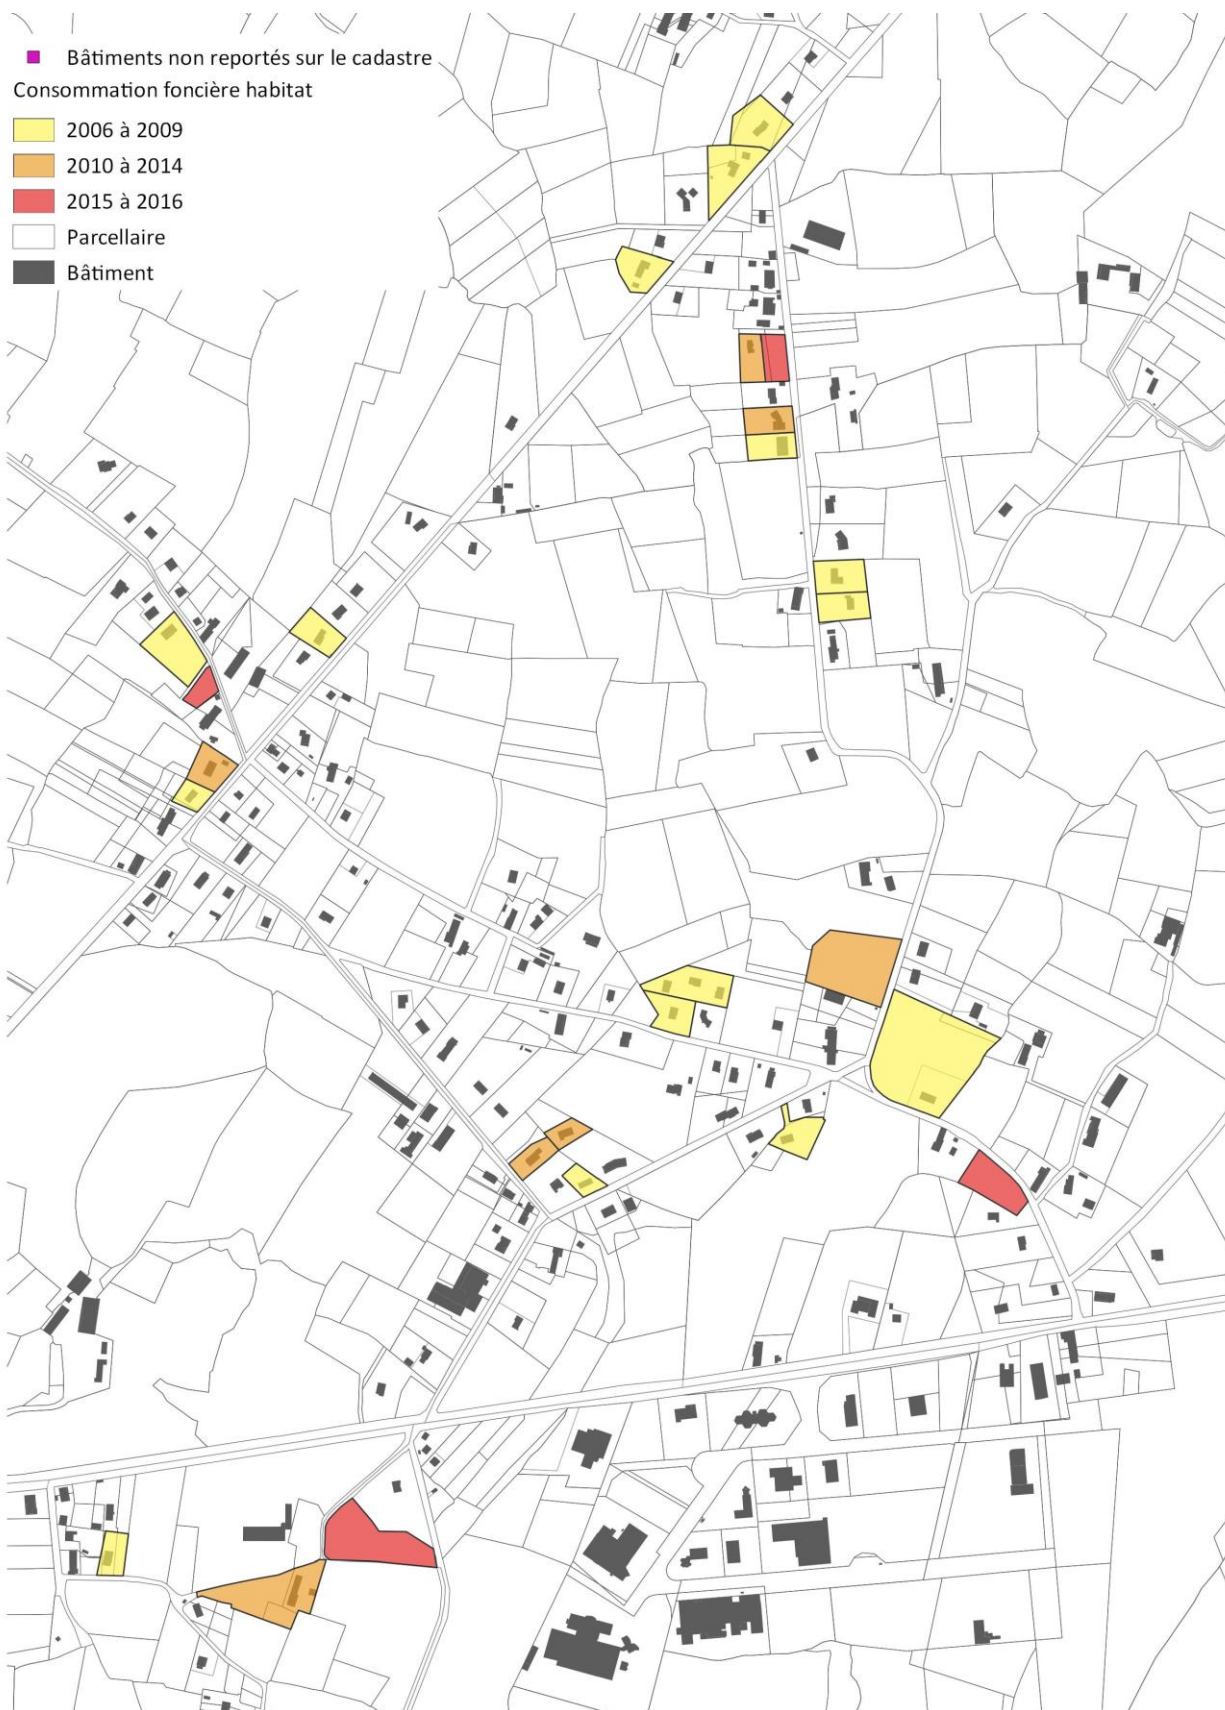 Bâtiments non reportés sur le cadastre
Consommation foncière habitat
2006 à 2009
2010 à 2014
2015 à 2016
Parcellaire
Bâtiment